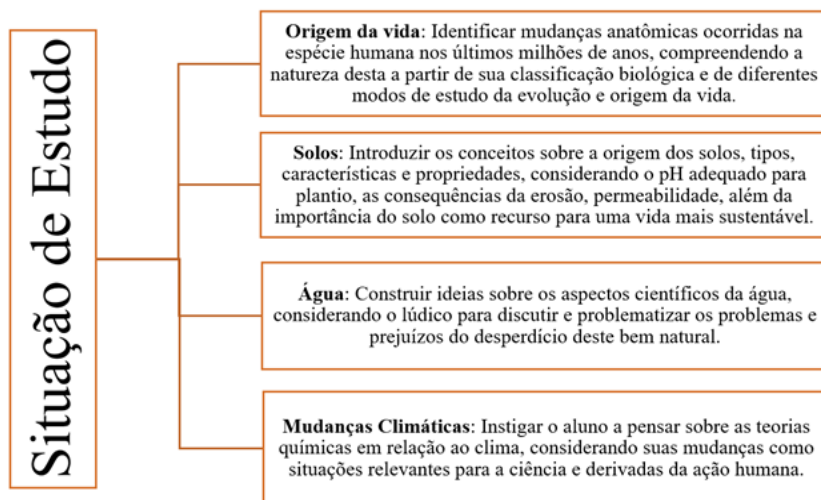 Situação de Estudo
Origem da vida: Identificar mudanças anatômicas ocorridas na
espécie humana nos últimos milhões de anos, compreendendo a
natureza desta a partir de sua classificação biológica e de diferentes
modos de estudo da evolução e origem da vida.
Solos: Introduzir os conceitos sobre a origem dos solos, tipos,
características e propriedades, considerando o pH adequado para
plantio, as consequências da erosão, permeabilidade, além da
importância do solo como recurso para uma vida mais sustentável.
Água: Construir ideias sobre os aspectos científicos da água,
considerando o lúdico para discutir e problematizar os problemas e
prejuízos do desperdício deste bem natural.
Mudanças Climáticas: Instigar o aluno a pensar sobre as teorias
químicas em relação ao clima, considerando suas mudanças como
situações relevantes para a ciência e derivadas da ação humana.